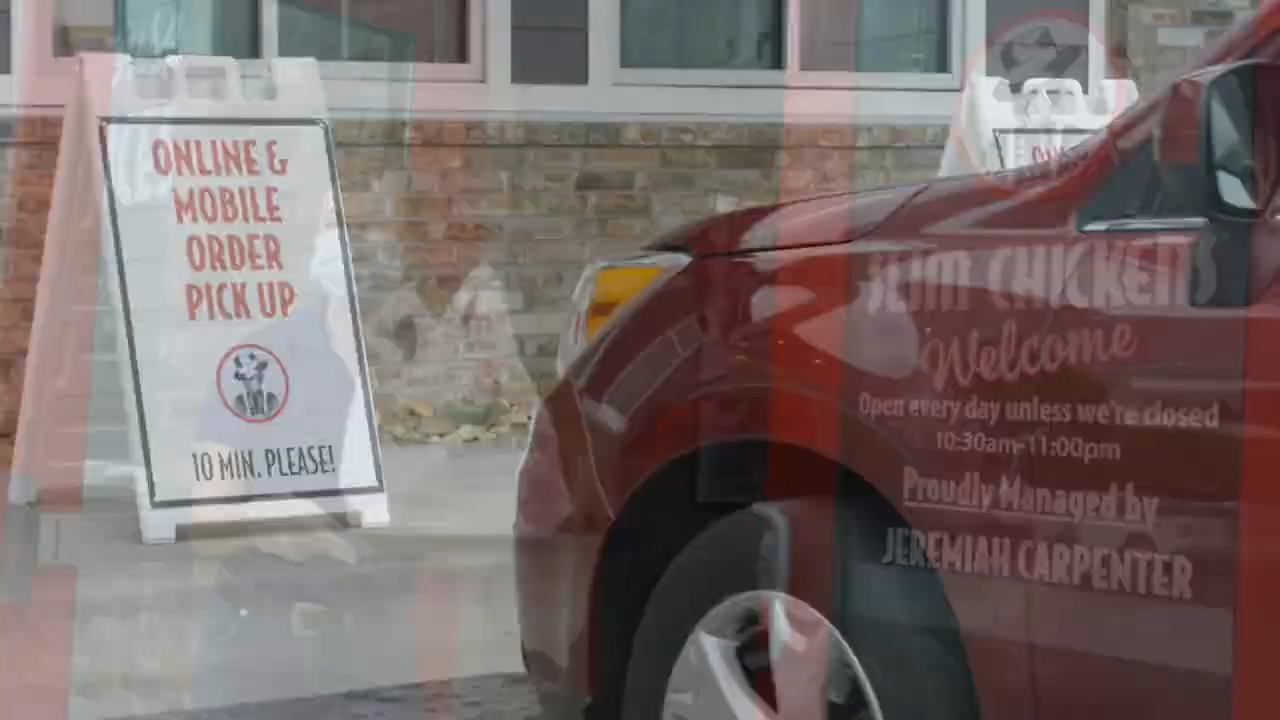 ONLINE &
MOBILE
ORDER
PICK UP
10 MIN. PLEASE!
SLIM CHICKENS
Welcome
Open every day unless we're closed
10:30am-11:00pm
Proudly Managed by
JEREMIAH CARPENTER